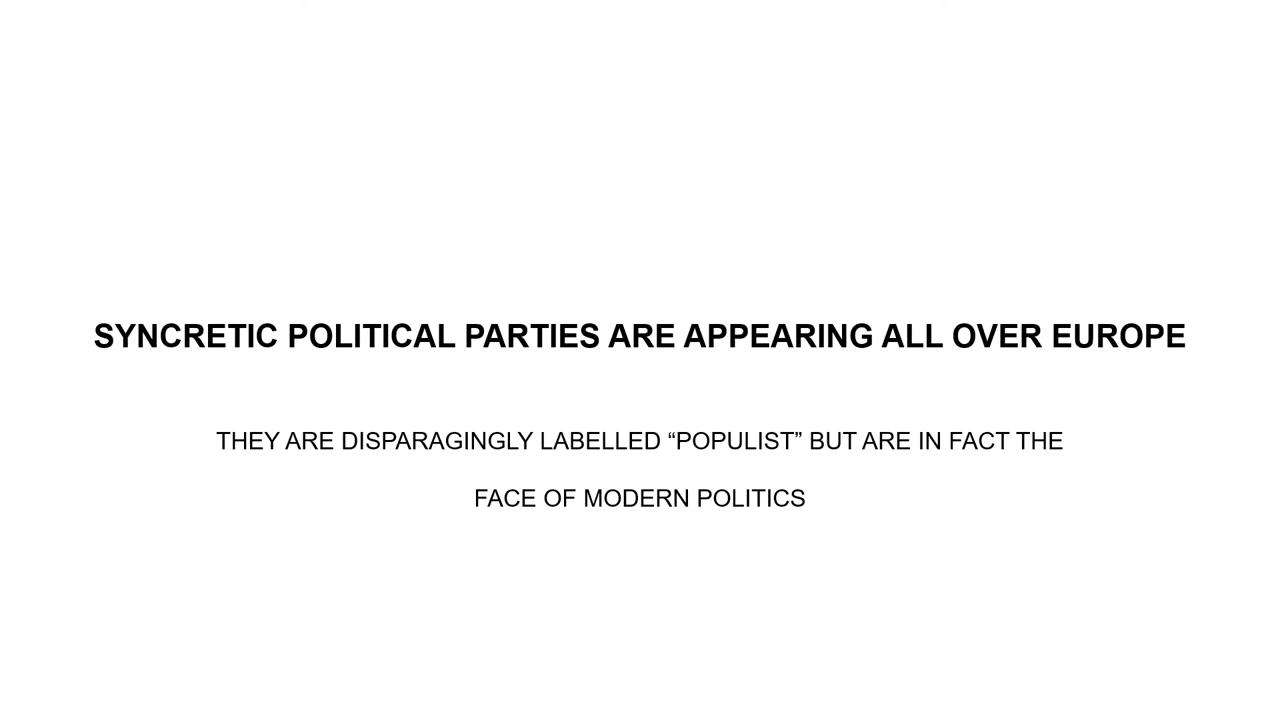 SYNCRETIC POLITICAL PARTIES ARE APPEARING ALL OVER EUROPE
THEY ARE DISPARAGINGLY LABELLED “POPULIST” BUT ARE IN FACT THE
FACE OF MODERN POLITICS